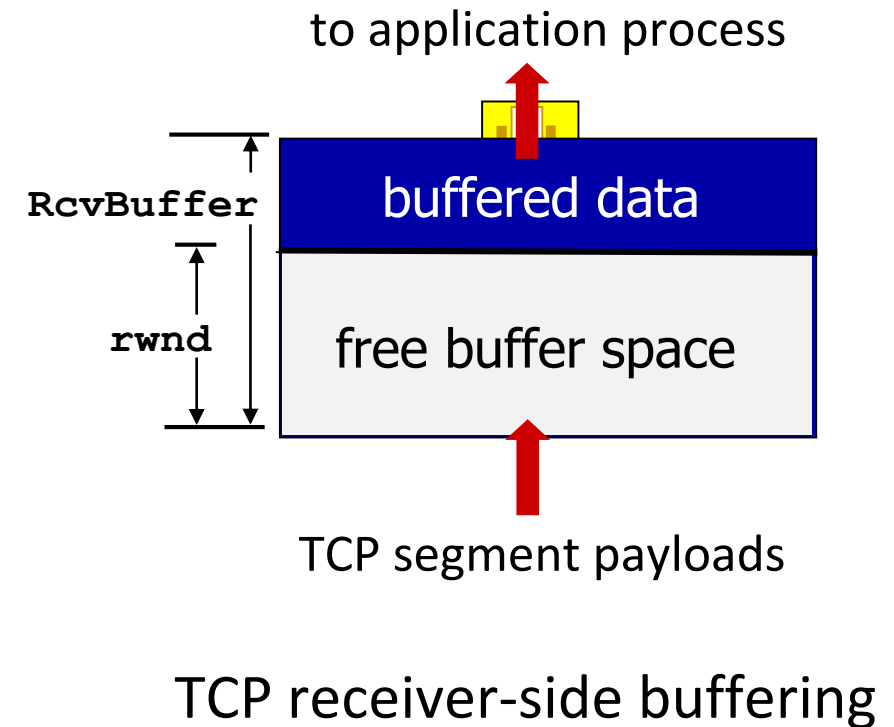 to application process
RcvBuffer
buffered data
rwnd
free buffer space
TCP segment payloads
TCP receiver-side buffering